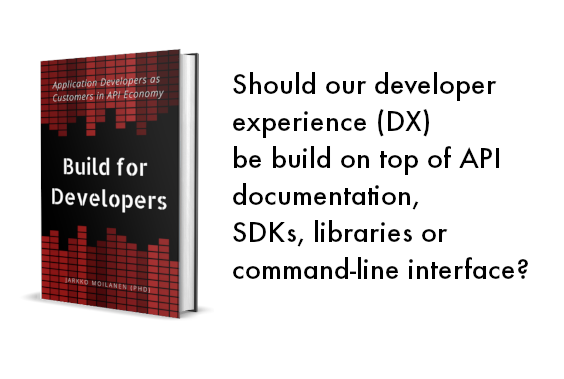 Application Developers as
Customers in API Economy
Build for
Developers
JARKKO MOILANEN (PHD)
Should our developer
experience (DX)
be build on top of API
documentation,
SDKs, libraries or
command-line interface?